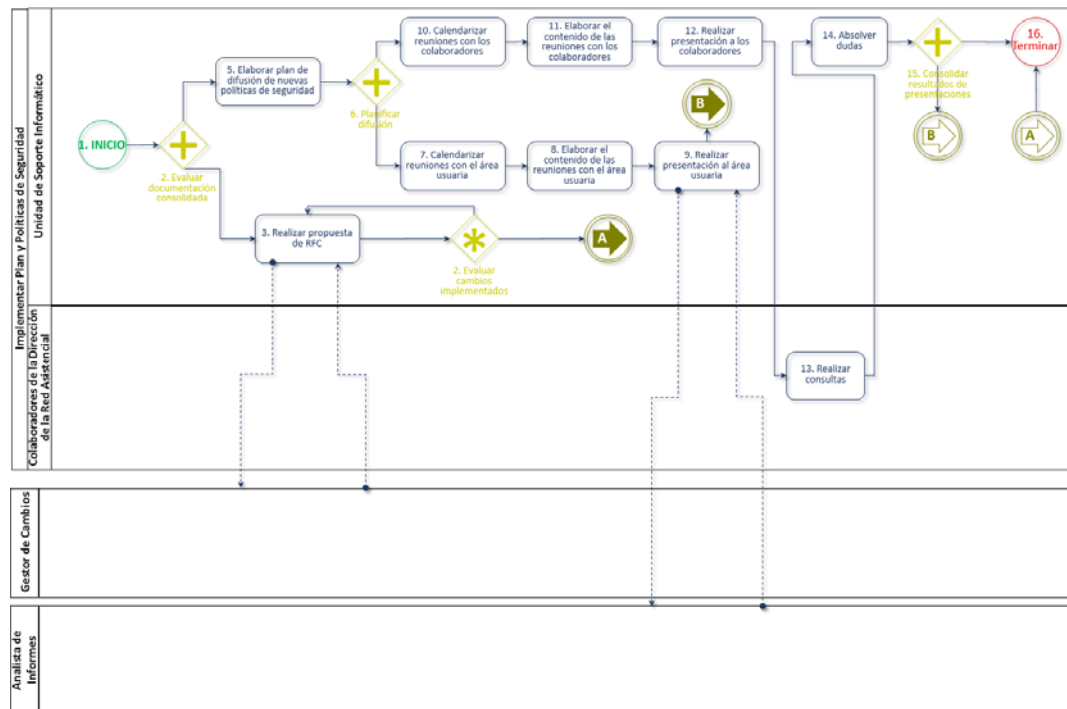 Implementar Plan y Políticas de Seguridad
Unidad de Soporte Informático
1. INICIO
2. Evaluar
documentación
consolidada
5. Elaborar plan de
difusión de nuevas
políticas de seguridad
6. Planificar
difusión
10. Calendarizar
reuniones con los
colaboradores
11. Elaborar el
contenido de las
reuniones con los
colaboradores
12. Realizar
presentación a los
colaboradores
14. Absolver
dudas
15. Consolidar
resultados de
presentaciones
16.
Terminar
B
B
A
7. Calendarizar
reuniones con el área
usuaria
8. Elaborar el
contenido de las
reuniones con el área
usuaria
9. Realizar
presentación al área
usuaria
3. Realizar propuesta
de RFC
2. Evaluar
cambios
implementados
A
Colaboradores de la Dirección
de la Red Asistencial
13. Realizar
consultas
Gestor de Cambios
Analista de
Informes